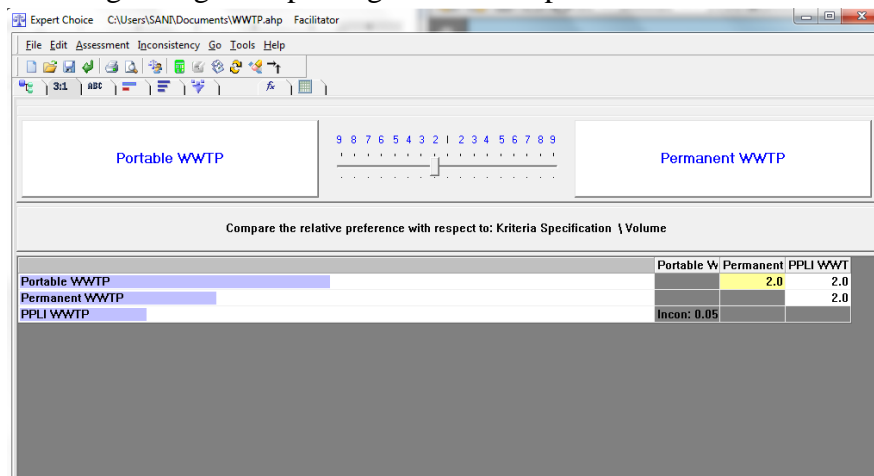 Expert Choice C:\Users\SANI\Documents\WWTP.ahp Facilitator
File Edit Assessment Inconsistency Go Tools Help
3:1 ABC fx
9 8 7 6 5 4 3 2 1 2 3 4 5 6 7 8 9
Portable WWTP Permanent WWTP
Compare the relative preference with respect to: Kriteria Specification \ Volume
Portable W Permanent PPLI WWT
Portable WWTP 2.0 2.0
Permanent WWTP 2.0
PPLI WWTP Incon: 0.05